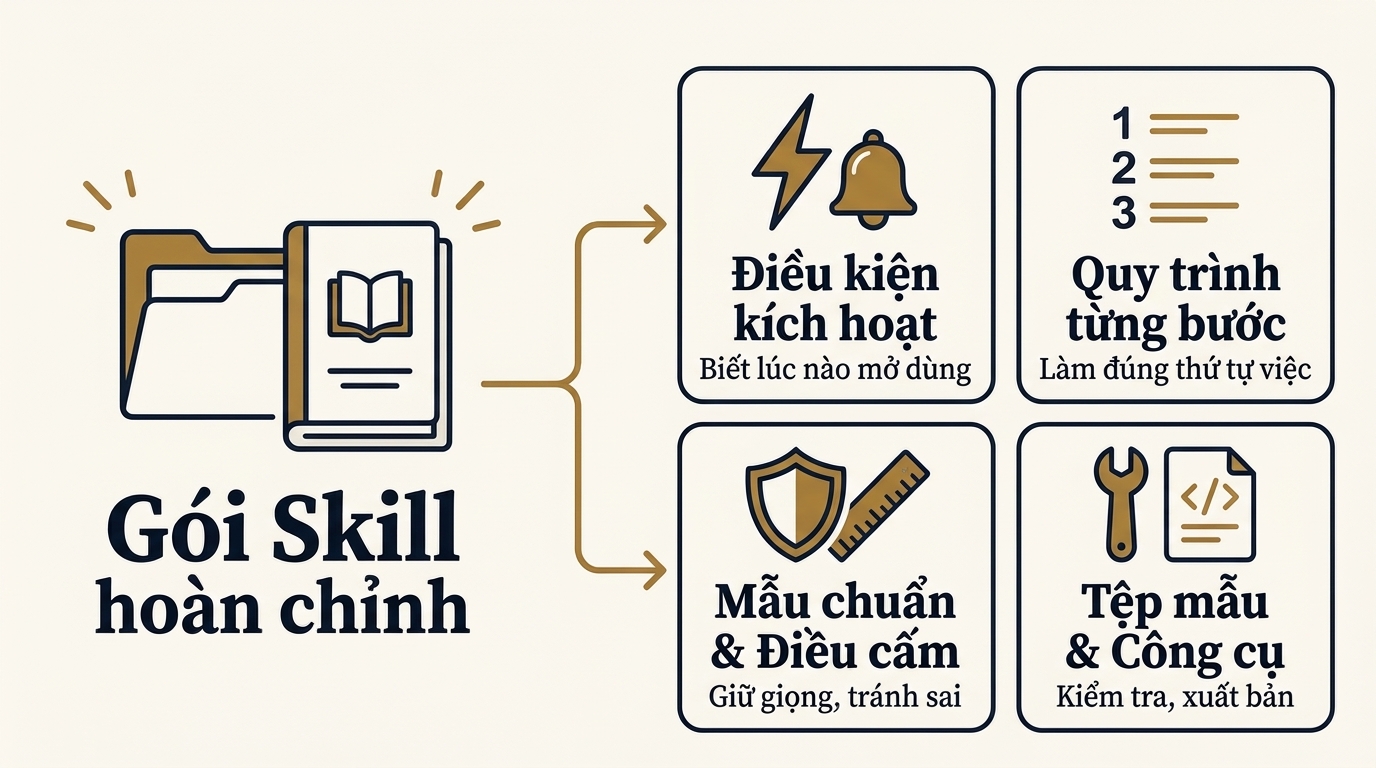 Gói Skill
hoàn chỉnh
Điều kiện
kích hoạt
Biết lúc nào mở dùng
1
2
3
Quy trình
từng bước
Làm đúng thứ tự việc
Mẫu chuẩn
& Điều cấm
Giữ giọng, tránh sai
</>
Tệp mẫu
& Công cụ
Kiểm tra, xuất bản